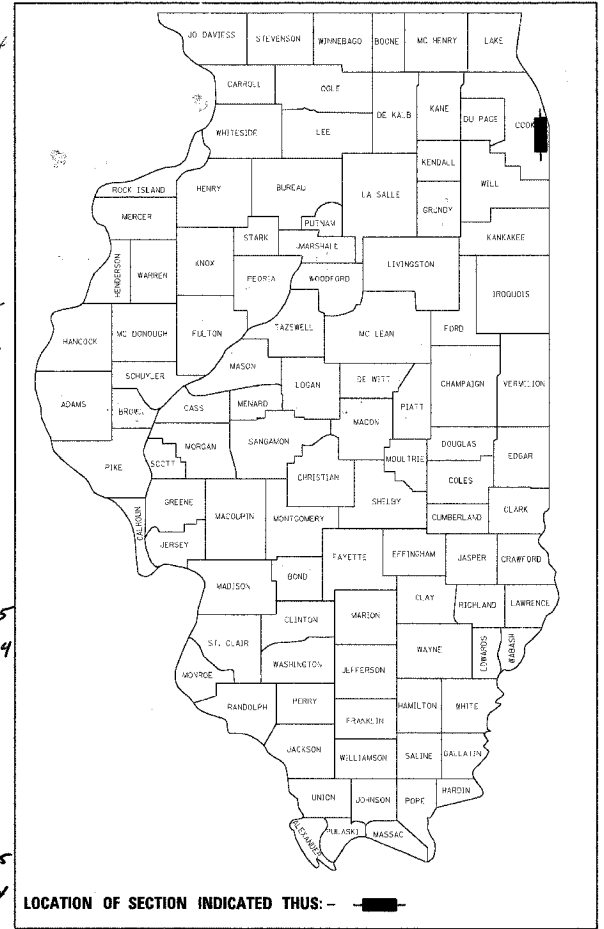 JO DAVIESS STEVENSON WINNEBAGO BOONE MC HENRY LAKE
CARROLL OGLE DE KALB KANE DU PAGE COOK
WHITESIDE LEE
KENDALL
ROCK ISLAND HENRY BUREAU LA SALLE GRUNDY WILL
MERCER PUTNAM
STARK MARSHALL KANKAKEE
HENDERSON WARREN KNOX PEORIA WOODFORD LIVINGSTON
IROQUOIS
HANCOCK MC DONOUGH FULTON TAZEWELL MC LEAN FORD
SCHUYLER MASON
ADAMS BROWN CASS MENARD LOGAN DE WITT PIATT CHAMPAIGN VERMILION
MACON
MORGAN SANGAMON DOUGLAS
PIKE SCOTT CHRISTIAN MOULTRIE COLES EDGAR
SHELBY
CALHOUN GREENE MACOUPIN MONTGOMERY CUMBERLAND CLARK
JERSEY
FAYETTE EFFINGHAM JASPER CRAWFORD
MADISON BOND
CLINTON MARION CLAY RICHLAND LAWRENCE
5
ST. CLAIR WAYNE EDWARDS WABASH
4
WASHINGTON JEFFERSON
MONROE
RANDOLPH PERRY HAMILTON WHITE
FRANKLIN
JACKSON WILLIAMSON SALINE GALLATIN
UNION JOHNSON POPE HARDIN
ALEXANDER PULASKI MASSAC
5
LOCATION OF SECTION INDICATED THUS: -